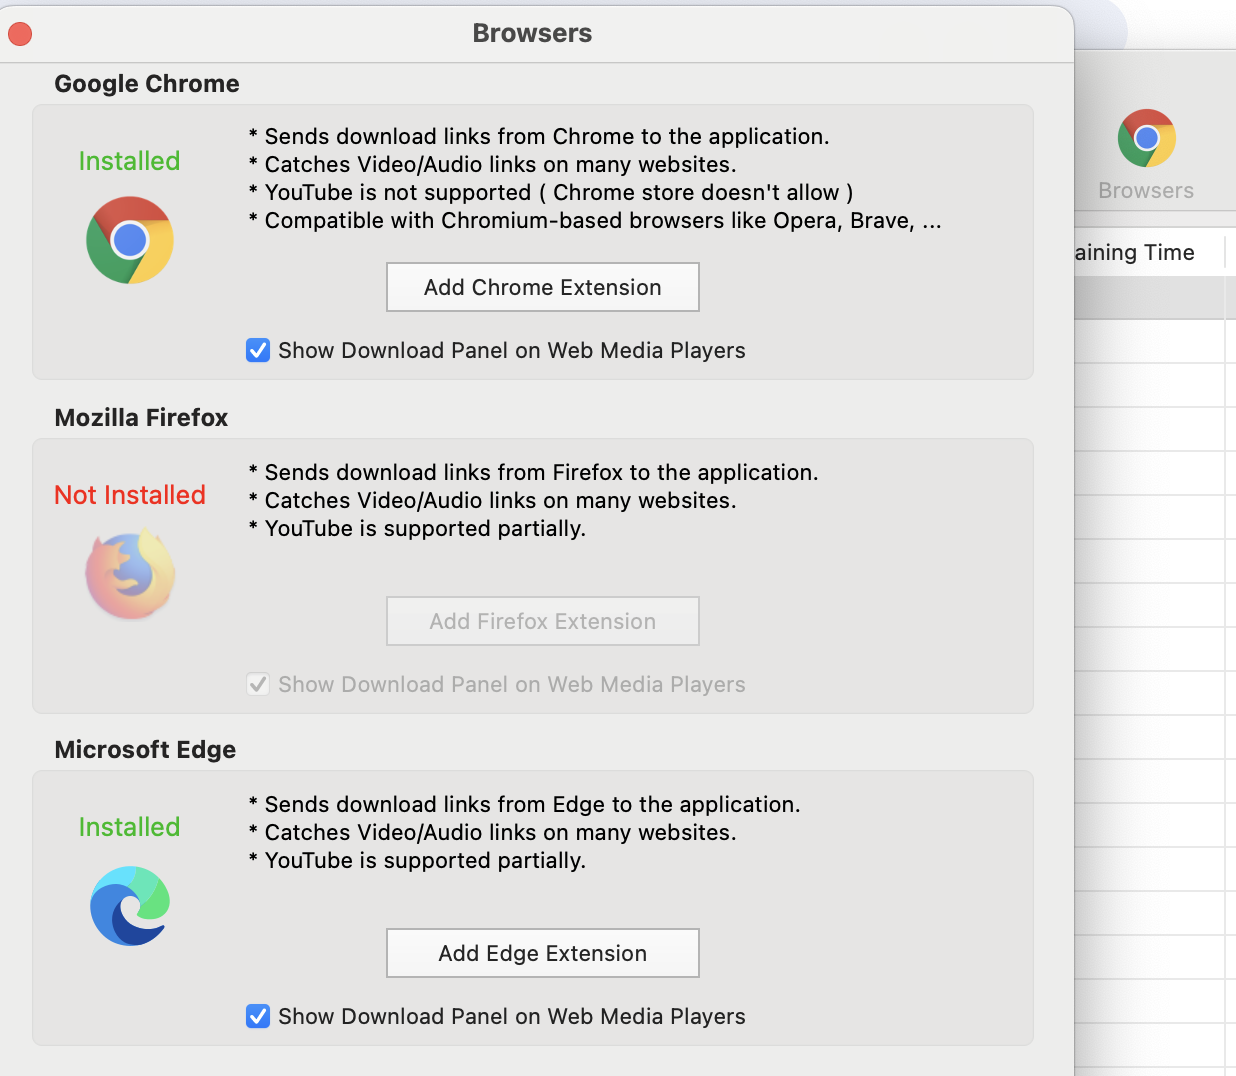 Browsers
Google Chrome
Installed
* Sends download links from Chrome to the application.
* Catches Video/Audio links on many websites.
* YouTube is not supported ( Chrome store doesn't allow )
* Compatible with Chromium-based browsers like Opera, Brave, ...
Add Chrome Extension
Show Download Panel on Web Media Players
Mozilla Firefox
Not Installed
* Sends download links from Firefox to the application.
* Catches Video/Audio links on many websites.
* YouTube is supported partially.
Add Firefox Extension
Show Download Panel on Web Media Players
Microsoft Edge
Installed
* Sends download links from Edge to the application.
* Catches Video/Audio links on many websites.
* YouTube is supported partially.
Add Edge Extension
Show Download Panel on Web Media Players
Browsers
aining Time